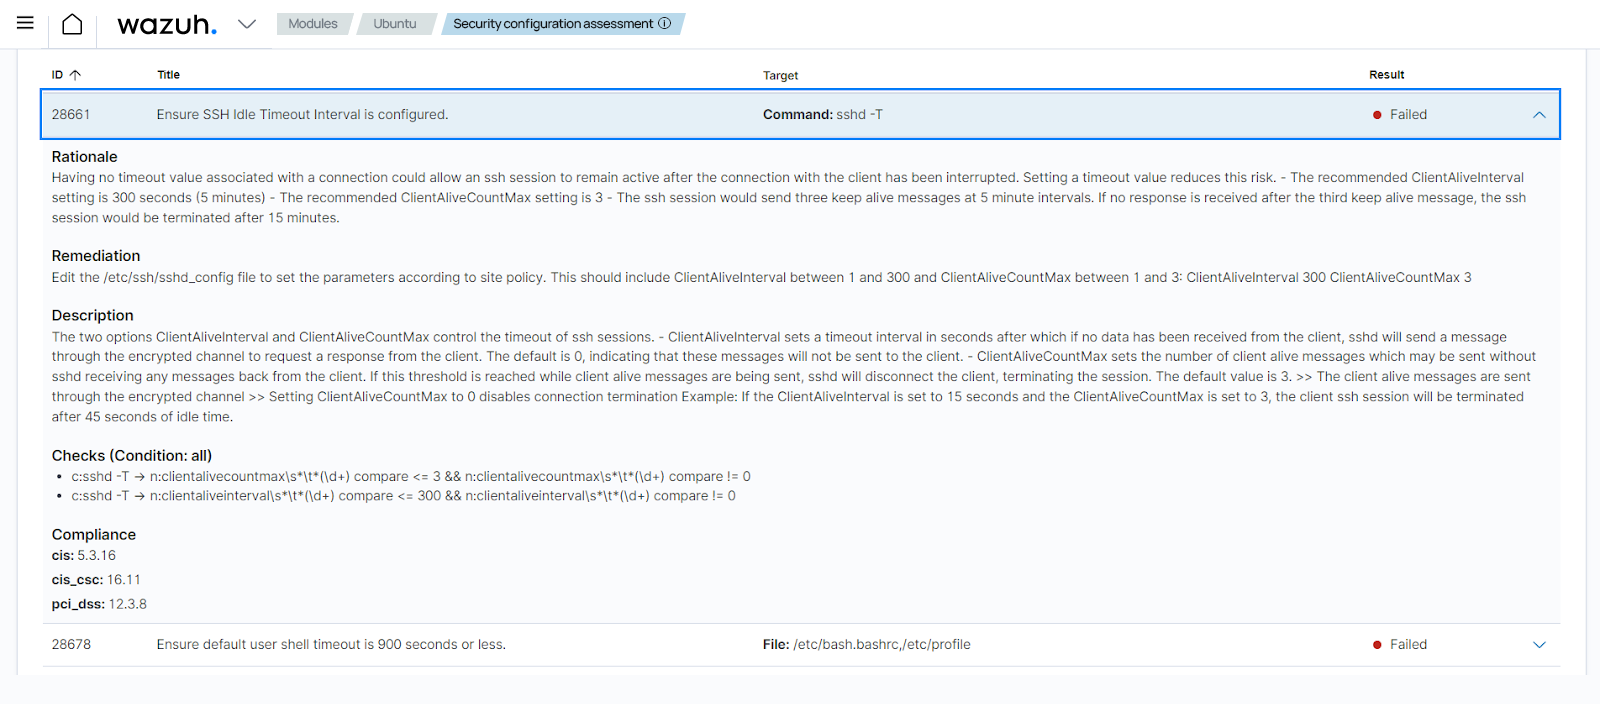 wazuh. Modules Ubuntu Security configuration assessment
ID Title Target Result
28661 Ensure SSH Idle Timeout Interval is configured. Command: sshd -T Failed
Rationale
Having no timeout value associated with a connection could allow an ssh session to remain active after the connection with the client has been interrupted. Setting a timeout value reduces this risk. - The recommended ClientAliveInterval
setting is 300 seconds (5 minutes) - The recommended ClientAliveCountMax setting is 3 - The ssh session would send three keep alive messages at 5 minute intervals. If no response is received after the third keep alive message, the ssh
session would be terminated after 15 minutes.
Remediation
Edit the /etc/ssh/sshd_config file to set the parameters according to site policy. This should include ClientAliveInterval between 1 and 300 and ClientAliveCountMax between 1 and 3: ClientAliveInterval 300 ClientAliveCountMax 3
Description
The two options ClientAliveInterval and ClientAliveCountMax control the timeout of ssh sessions. - ClientAliveInterval sets a timeout interval in seconds after which if no data has been received from the client, sshd will send a message
through the encrypted channel to request a response from the client. The default is 0, indicating that these messages will not be sent to the client. - ClientAliveCountMax sets the number of client alive messages which may be sent without
sshd receiving any messages back from the client. If this threshold is reached while client alive messages are being sent, sshd will disconnect the client, terminating the session. The default value is 3. >> The client alive messages are sent
through the encrypted channel >> Setting ClientAliveCountMax to 0 disables connection termination Example: If the ClientAliveInterval is set to 15 seconds and the ClientAliveCountMax is set to 3, the client ssh session will be terminated
after 45 seconds of idle time.
Checks (Condition: all)
• c:sshd -T → n:clientalivecountmax\s*\t*(\d+) compare <= 3 && n:clientalivecountmax\s*\t*(\d+) compare != 0
• c:sshd -T → n:clientaliveinterval\s*\t*(\d+) compare <= 300 && n:clientaliveinterval\s*\t*(\d+) compare != 0
Compliance
cis: 5.3.16
cis_csc: 16.11
pci_dss: 12.3.8
28678 Ensure default user shell timeout is 900 seconds or less. File: /etc/bash.bashrc,/etc/profile Failed